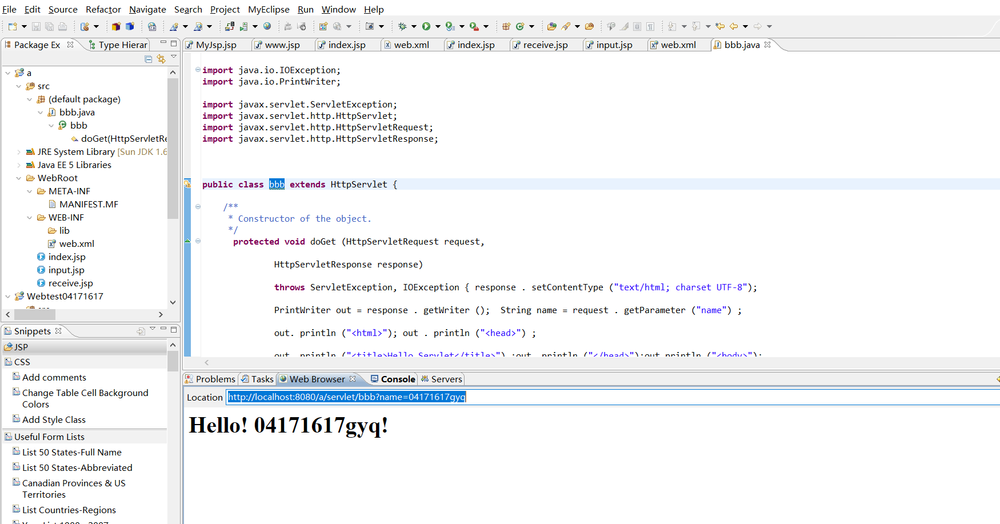 File Edit Source Refactor Navigate Search Project MyEclipse Run Window Help
Package Ex Type Hierar
a
src
(default package)
bbb.java
bbb
doGet(HttpServletRe
JRE System Library [Sun JDK 1.6
Java EE 5 Libraries
WebRoot
META-INF
MANIFEST.MF
WEB-INF
lib
web.xml
index.jsp
input.jsp
receive.jsp
Webtest04171617
src
Snippets
JSP
CSS
Add comments
Change Table Cell Background
Colors
Add Style Class
Useful Form Lists
List 50 States-Full Name
List 50 States-Abbreviated
Canadian Provinces & US
Territories
List Countries-Regions
Year List 1900 - 2007
MyJsp.jsp www.jsp index.jsp web.xml index.jsp receive.jsp input.jsp web.xml bbb.java
import java.io.IOException;
import java.io.PrintWriter;
import javax.servlet.ServletException;
import javax.servlet.http.HttpServlet;
import javax.servlet.http.HttpServletRequest;
import javax.servlet.http.HttpServletResponse;
public class bbb extends HttpServlet {
/**
* Constructor of the object.
*/
protected void doGet (HttpServletRequest request,
HttpServletResponse response)
throws ServletException, IOException { response . setContentType ("text/html; charset UTF-8");
PrintWriter out = response . getWriter (); String name = request . getParameter ("name") ;
out. println ("<html>"); out . println ("<head>") ;
out. println ("<title>Hello Servlet</title>") ;out. println ("</head>");out.println ("<body>");
Problems Tasks Web Browser Console Servers
Location http://localhost:8080/a/servlet/bbb?name=04171617gyq
Hello! 04171617gyq!